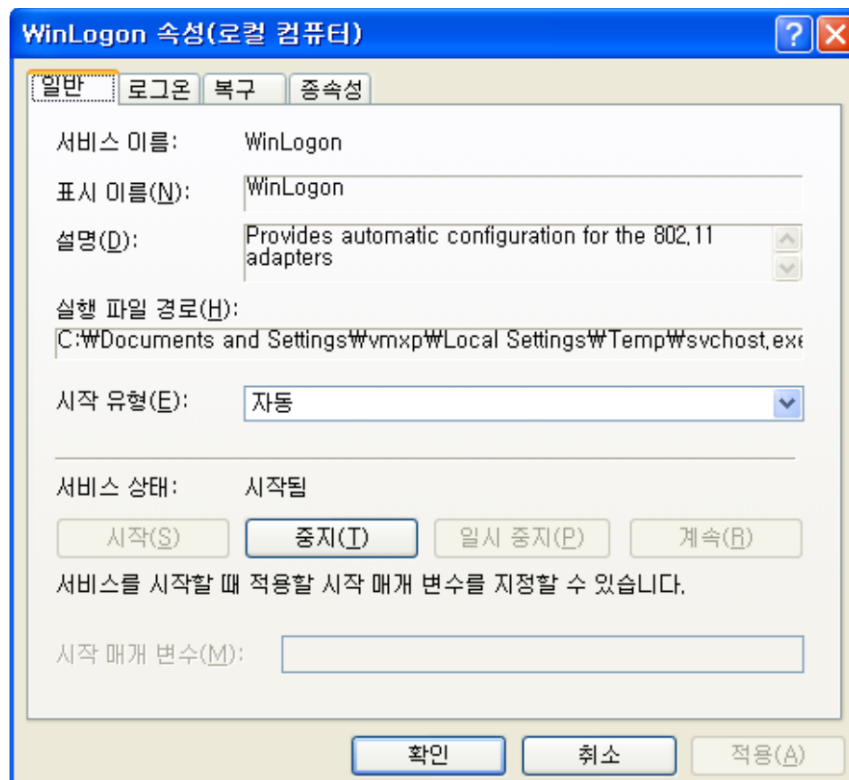 WinLogon 속성(로컬 컴퓨터)
일반 로그온 복구 종속성
서비스 이름: WinLogon
표시 이름(N): WinLogon
설명(D): Provides automatic configuration for the 802.11
adapters
실행 파일 경로(H):
C:₩Documents and Settings₩vmxp₩Local Settings₩Temp₩svchost.exe
시작 유형(E): 자동
서비스 상태: 시작됨
시작(S) 중지(T) 일시 중지(P) 계속(R)
서비스를 시작할 때 적용할 시작 매개 변수를 지정할 수 있습니다.
시작 매개 변수(M):
확인 취소 적용(A)